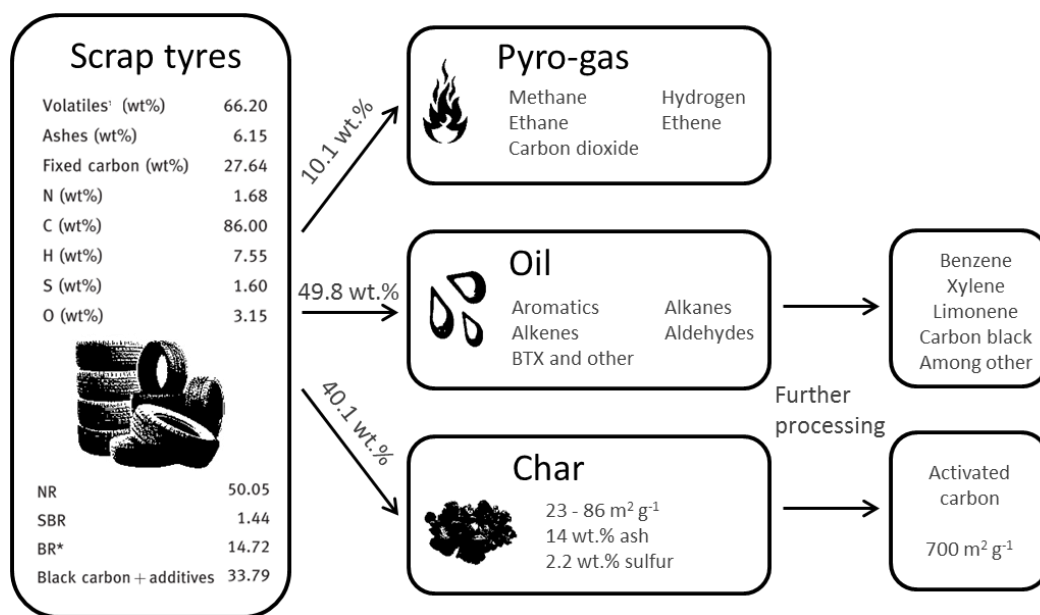 Scrap tyres
Volatiles¹ (wt%) 66.20
Ashes (wt%) 6.15
Fixed carbon (wt%) 27.64
N (wt%) 1.68
C (wt%) 86.00
H (wt%) 7.55
S (wt%) 1.60
O (wt%) 3.15
NR 50.05
SBR 1.44
BR* 14.72
Black carbon + additives 33.79
10.1 wt.%
49.8 wt.%
40.1 wt.%
Pyro-gas
Methane Hydrogen
Ethane Ethene
Carbon dioxide
Oil
Aromatics Alkanes
Alkenes Aldehydes
BTX and other
Char
23 - 86 m² g⁻¹
14 wt.% ash
2.2 wt.% sulfur
Further
processing
Benzene
Xylene
Limonene
Carbon black
Among other
Activated
carbon
700 m² g⁻¹